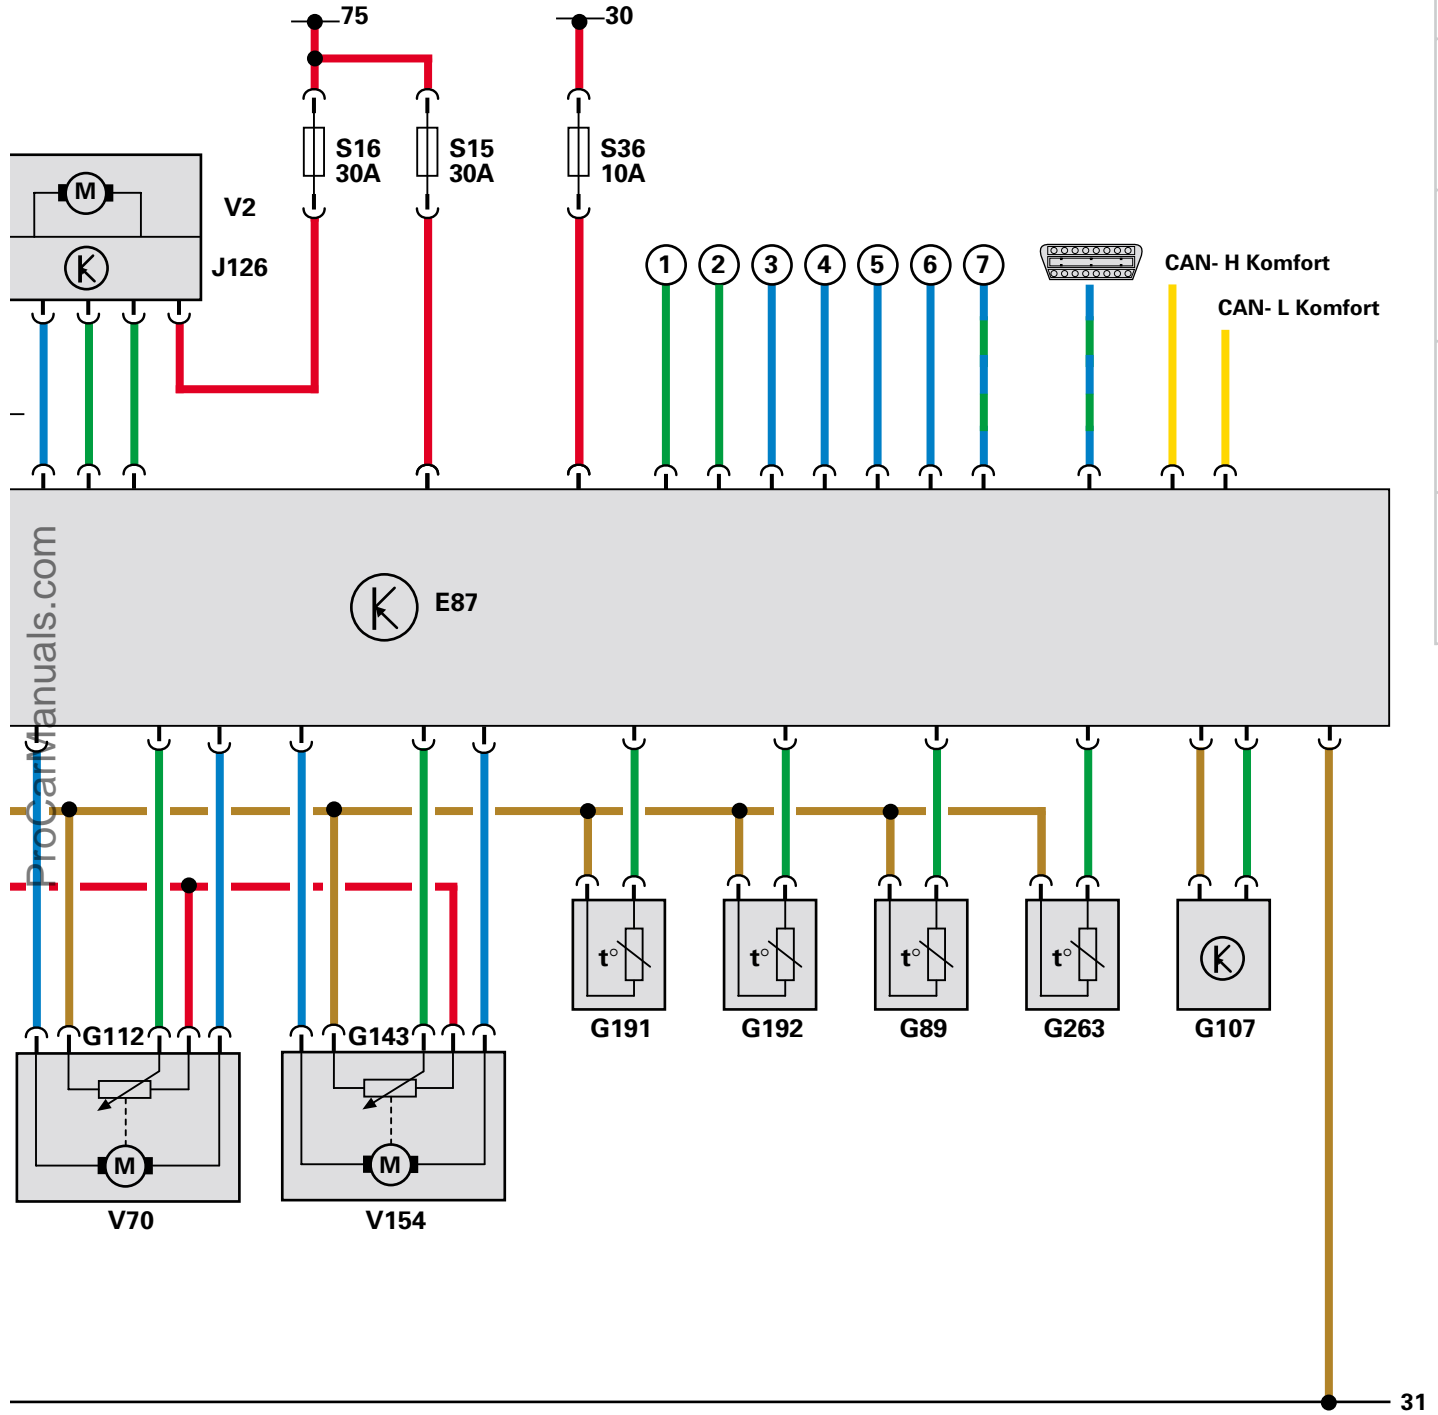 75
30
S16
30A
S15
30A
S36
10A
M
V2
J126
1 2 3 4 5 6 7
CAN- H Komfort
CAN- L Komfort
E87
ProCarManuals.com
t°
t°
t°
t°
G191
G192
G89
G263
G107
G112
G143
M
M
V70
V154
31